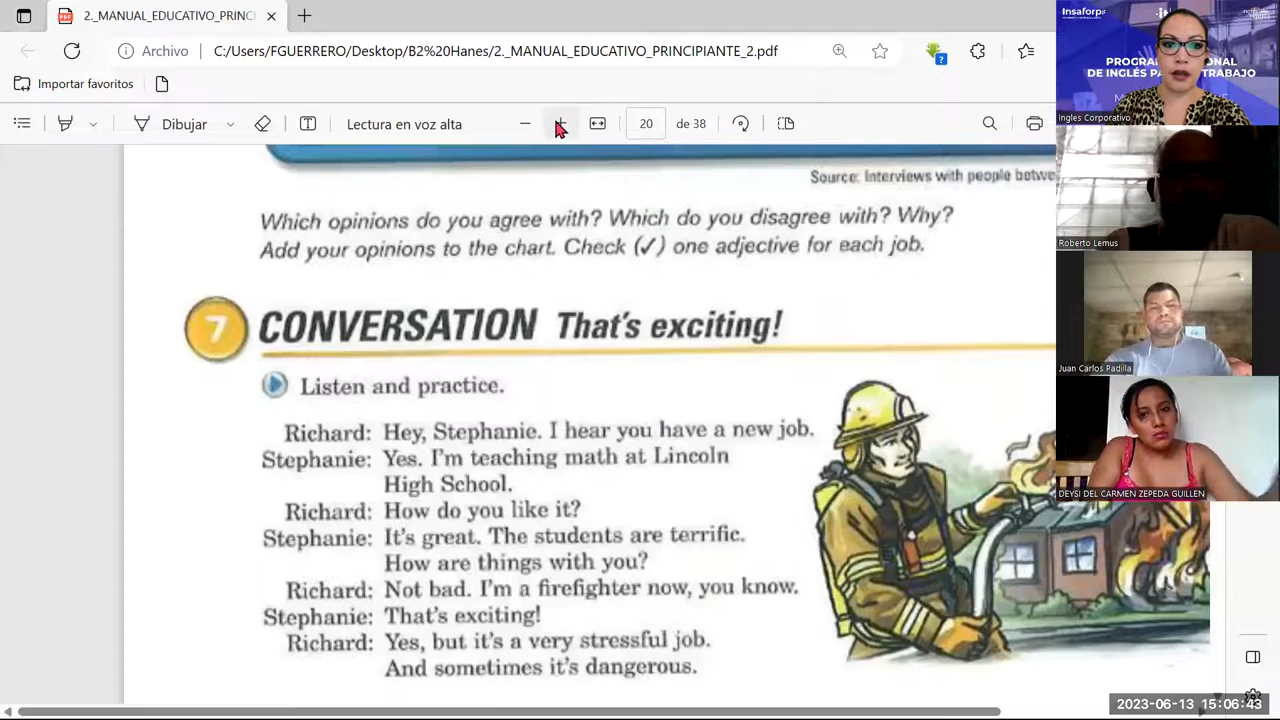 2._MANUAL_EDUCATIVO_PRINCI
Archivo C:/Users/FGUERRERO/Desktop/B2%20Hanes/2._MANUAL_EDUCATIVO_PRINCIPIANTE_2.pdf
Importar favoritos
Dibujar Lectura en voz alta 20 de 38
Source: Interviews with people betwe
Which opinions do you agree with? Which do you disagree with? Why?
Add your opinions to the chart. Check (✓) one adjective for each job.
7 CONVERSATION That's exciting!
Listen and practice.
Richard: Hey, Stephanie. I hear you have a new job.
Stephanie: Yes. I'm teaching math at Lincoln
High School.
Richard: How do you like it?
Stephanie: It's great. The students are terrific.
How are things with you?
Richard: Not bad. I'm a firefighter now, you know.
Stephanie: That's exciting!
Richard: Yes, but it's a very stressful job.
And sometimes it's dangerous.
Insaforp
PROGRA IONAL
DE INGLÉS PA TRABAJO
Ingles Corporativo
Roberto Lemus
Juan Carlos Padilla
DEYSI DEL CARMEN ZEPEDA GUILLEN
2023-06-13 15:06:43